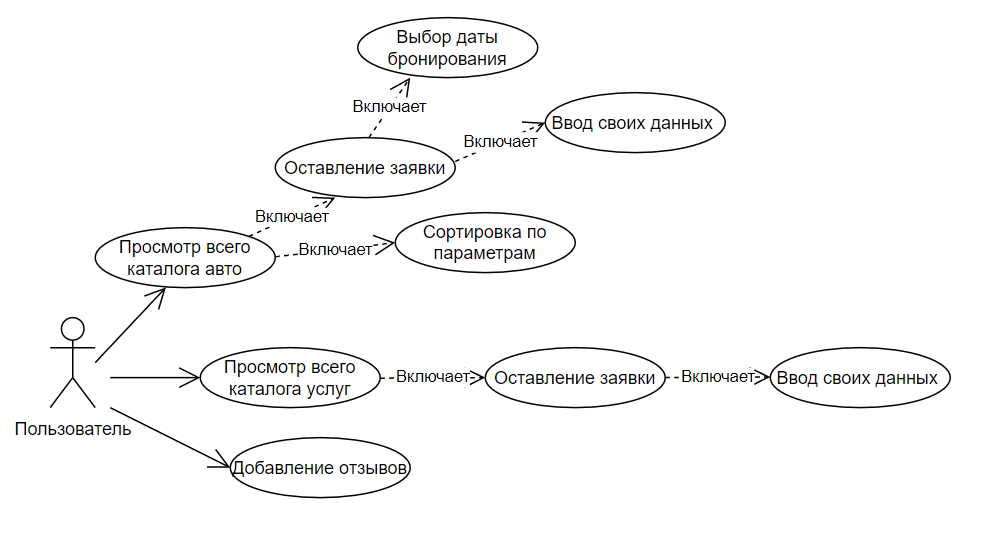 Выбор даты
бронирования
Включает
Ввод своих данных
Включает
Оставление заявки
Включает
Сортировка по
параметрам
Включает
Просмотр всего
каталога авто
Просмотр всего
каталога услуг
Включает
Оставление заявки
Включает
Ввод своих данных
Пользователь
Добавление отзывов